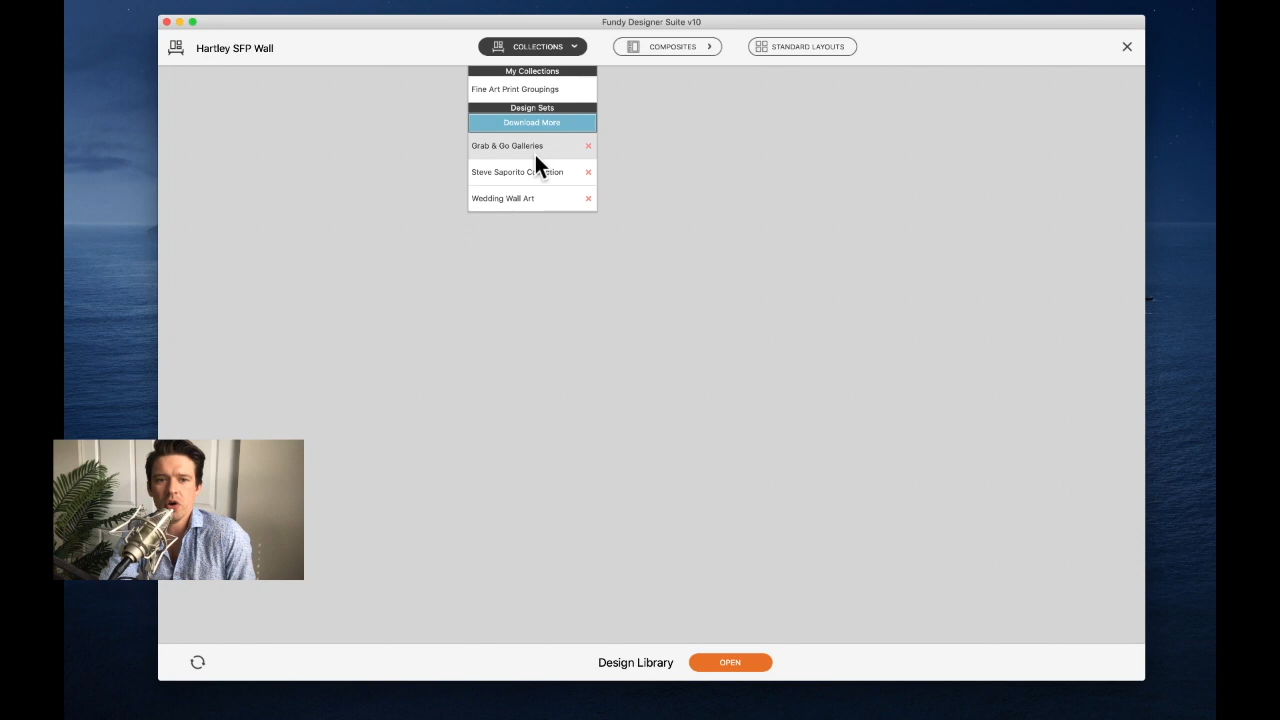 Fundy Designer Suite v10
Hartley SFP Wall
COLLECTIONS
COMPOSITES
STANDARD LAYOUTS
My Collections
Fine Art Print Groupings
Design Sets
Download More
Grab & Go Galleries
Steve Saporito Collection
Wedding Wall Art
Design Library
OPEN